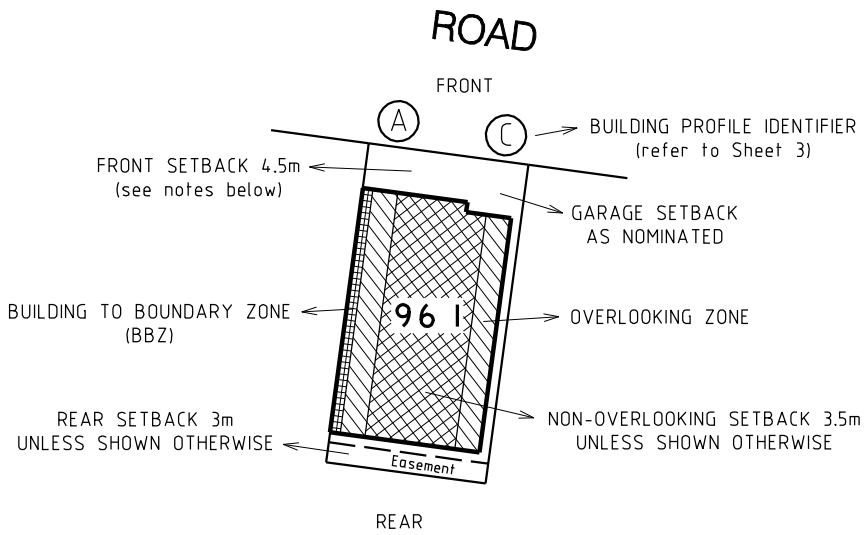 ROAD
FRONT
A
C
BUILDING PROFILE IDENTIFIER
(refer to Sheet 3)
FRONT SETBACK 4.5m
(see notes below)
GARAGE SETBACK
AS NOMINATED
BUILDING TO BOUNDARY ZONE
(BBZ)
961
OVERLOOKING ZONE
REAR SETBACK 3m
UNLESS SHOWN OTHERWISE
NON-OVERLOOKING SETBACK 3.5m
UNLESS SHOWN OTHERWISE
Easement
REAR